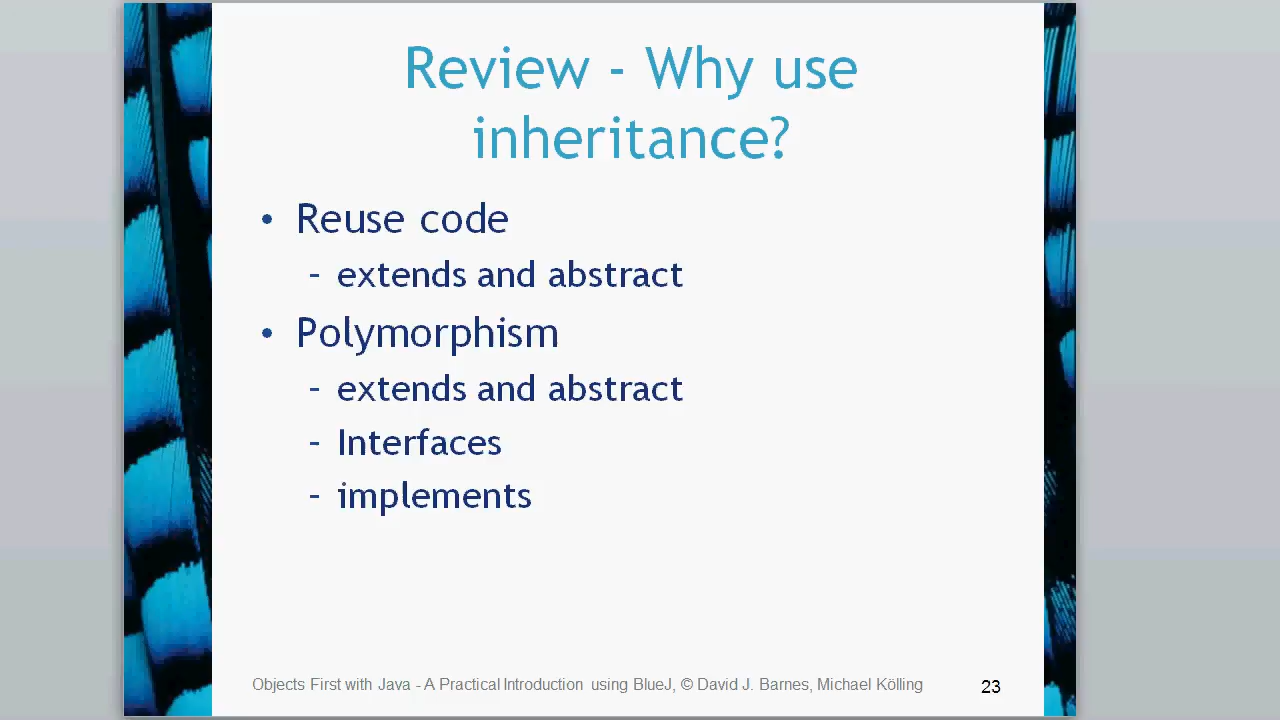 Review - Why use
inheritance?
• Reuse code
- extends and abstract
• Polymorphism
- extends and abstract
- Interfaces
- implements
Objects First with Java - A Practical Introduction using BlueJ, © David J. Barnes, Michael Kölling
23